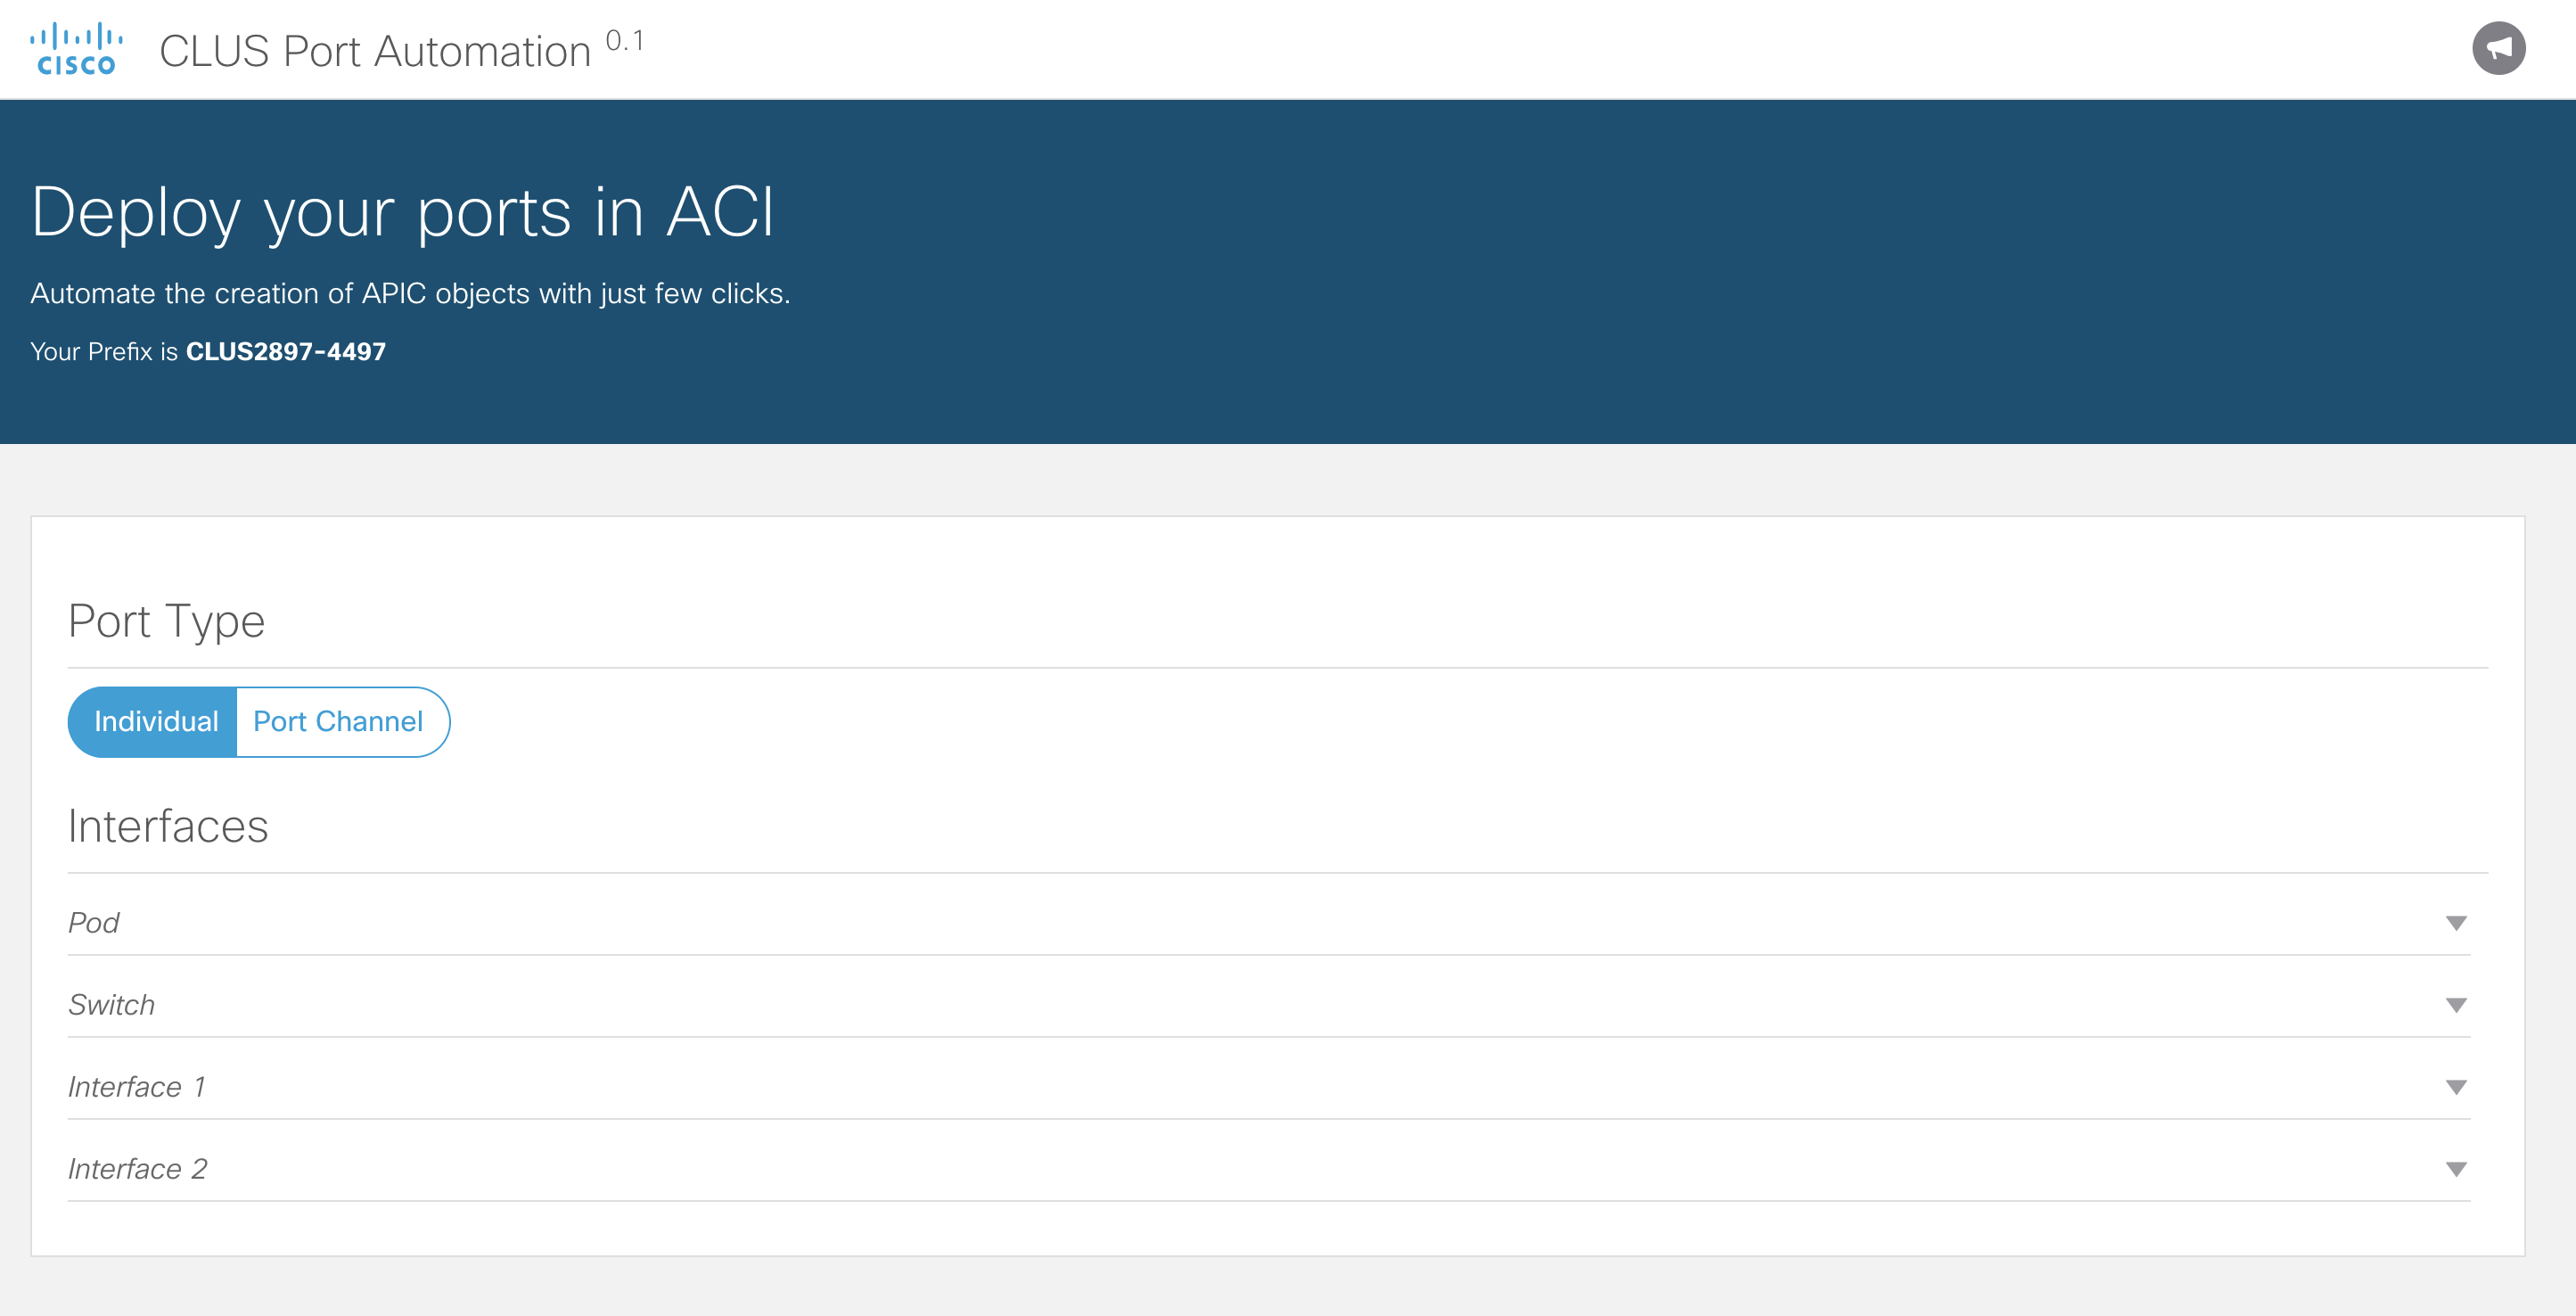 CISCO
CLUS Port Automation 0.1
Deploy your ports in ACI
Automate the creation of APIC objects with just few clicks.
Your Prefix is CLUS2897-4497
Port Type
Individual Port Channel
Interfaces
Pod
Switch
Interface 1
Interface 2